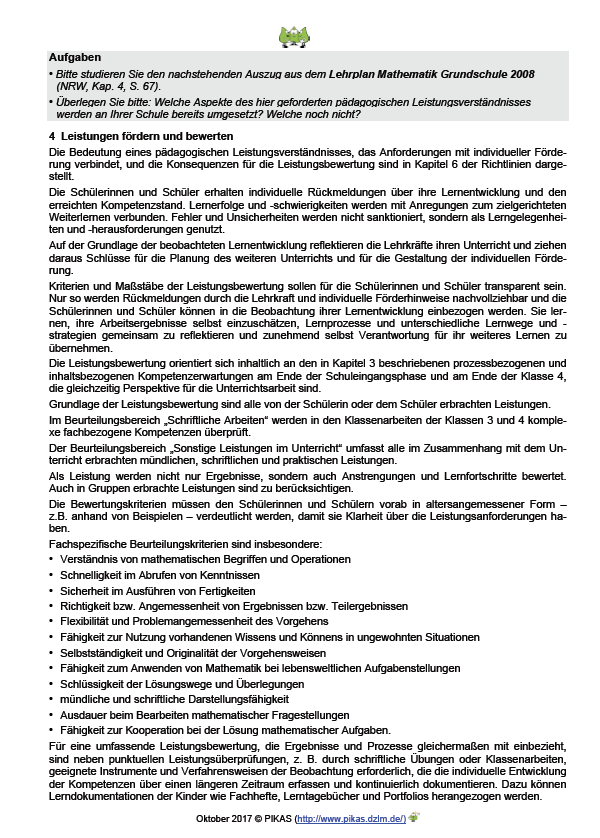 Aufgaben
• Bitte studieren Sie den nachstehenden Auszug aus dem Lehrplan Mathematik Grundschule 2008
(NRW, Kap. 4, S. 67).
• Überlegen Sie bitte: Welche Aspekte des hier geforderten pädagogischen Leistungsverständnisses
werden an Ihrer Schule bereits umgesetzt? Welche noch nicht?
4 Leistungen fördern und bewerten
Die Bedeutung eines pädagogischen Leistungsverständnisses, das Anforderungen mit individueller Förde-
rung verbindet, und die Konsequenzen für die Leistungsbewertung sind in Kapitel 6 der Richtlinien darge-
stellt.
Die Schülerinnen und Schüler erhalten individuelle Rückmeldungen über ihre Lernentwicklung und den
erreichten Kompetenzstand. Lernerfolge und -schwierigkeiten werden mit Anregungen zum zielgerichteten
Weiterlernen verbunden. Fehler und Unsicherheiten werden nicht sanktioniert, sondern als Lerngelegenhei-
ten und -herausforderungen genutzt.
Auf der Grundlage der beobachteten Lernentwicklung reflektieren die Lehrkräfte ihren Unterricht und ziehen
daraus Schlüsse für die Planung des weiteren Unterrichts und für die Gestaltung der individuellen Förde-
rung.
Kriterien und Maßstäbe der Leistungsbewertung sollen für die Schülerinnen und Schüler transparent sein.
Nur so werden Rückmeldungen durch die Lehrkraft und individuelle Förderhinweise nachvollziehbar und die
Schülerinnen und Schüler können in die Beobachtung ihrer Lernentwicklung einbezogen werden. Sie ler-
nen, ihre Arbeitsergebnisse selbst einzuschätzen, Lernprozesse und unterschiedliche Lernwege und -
strategien gemeinsam zu reflektieren und zunehmend selbst Verantwortung für ihr weiteres Lernen zu
übernehmen.
Die Leistungsbewertung orientiert sich inhaltlich an den in Kapitel 3 beschriebenen prozessbezogenen und
inhaltsbezogenen Kompetenzerwartungen am Ende der Schuleingangsphase und am Ende der Klasse 4,
die gleichzeitig Perspektive für die Unterrichtsarbeit sind.
Grundlage der Leistungsbewertung sind alle von der Schülerin oder dem Schüler erbrachten Leistungen.
Im Beurteilungsbereich „Schriftliche Arbeiten“ werden in den Klassenarbeiten der Klassen 3 und 4 komple-
xe fachbezogene Kompetenzen überprüft.
Der Beurteilungsbereich „Sonstige Leistungen im Unterricht“ umfasst alle im Zusammenhang mit dem Un-
terricht erbrachten mündlichen, schriftlichen und praktischen Leistungen.
Als Leistung werden nicht nur Ergebnisse, sondern auch Anstrengungen und Lernfortschritte bewertet.
Auch in Gruppen erbrachte Leistungen sind zu berücksichtigen.
Die Bewertungskriterien müssen den Schülerinnen und Schülern vorab in altersangemessener Form –
z.B. anhand von Beispielen – verdeutlicht werden, damit sie Klarheit über die Leistungsanforderungen ha-
ben.
Fachspezifische Beurteilungskriterien sind insbesondere:
• Verständnis von mathematischen Begriffen und Operationen
• Schnelligkeit im Abrufen von Kenntnissen
• Sicherheit im Ausführen von Fertigkeiten
• Richtigkeit bzw. Angemessenheit von Ergebnissen bzw. Teilergebnissen
• Flexibilität und Problemangemessenheit des Vorgehens
• Fähigkeit zur Nutzung vorhandenen Wissens und Könnens in ungewohnten Situationen
• Selbstständigkeit und Originalität der Vorgehensweisen
• Fähigkeit zum Anwenden von Mathematik bei lebensweltlichen Aufgabenstellungen
• Schlüssigkeit der Lösungswege und Überlegungen
• mündliche und schriftliche Darstellungsfähigkeit
• Ausdauer beim Bearbeiten mathematischer Fragestellungen
• Fähigkeit zur Kooperation bei der Lösung mathematischer Aufgaben.
Für eine umfassende Leistungsbewertung, die Ergebnisse und Prozesse gleichermaßen mit einbezieht,
sind neben punktuellen Leistungsüberprüfungen, z. B. durch schriftliche Übungen oder Klassenarbeiten,
geeignete Instrumente und Verfahrensweisen der Beobachtung erforderlich, die die individuelle Entwicklung
der Kompetenzen über einen längeren Zeitraum erfassen und kontinuierlich dokumentieren. Dazu können
Lerndokumentationen der Kinder wie Fachhefte, Lerntagebücher und Portfolios herangezogen werden.
Oktober 2017 © PIKAS (http://www.pikas.dzlm.de/)